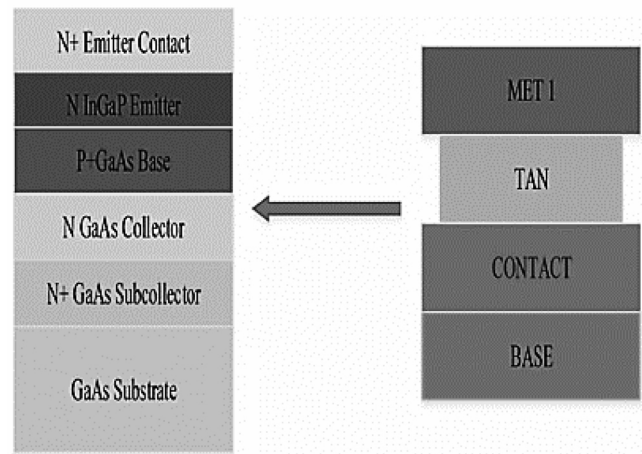 N+ Emitter Contact
N InGaP Emitter
P+GaAs Base
N GaAs Collector
N+ GaAs Subcollector
GaAs Substrate
MET 1
TAN
CONTACT
BASE